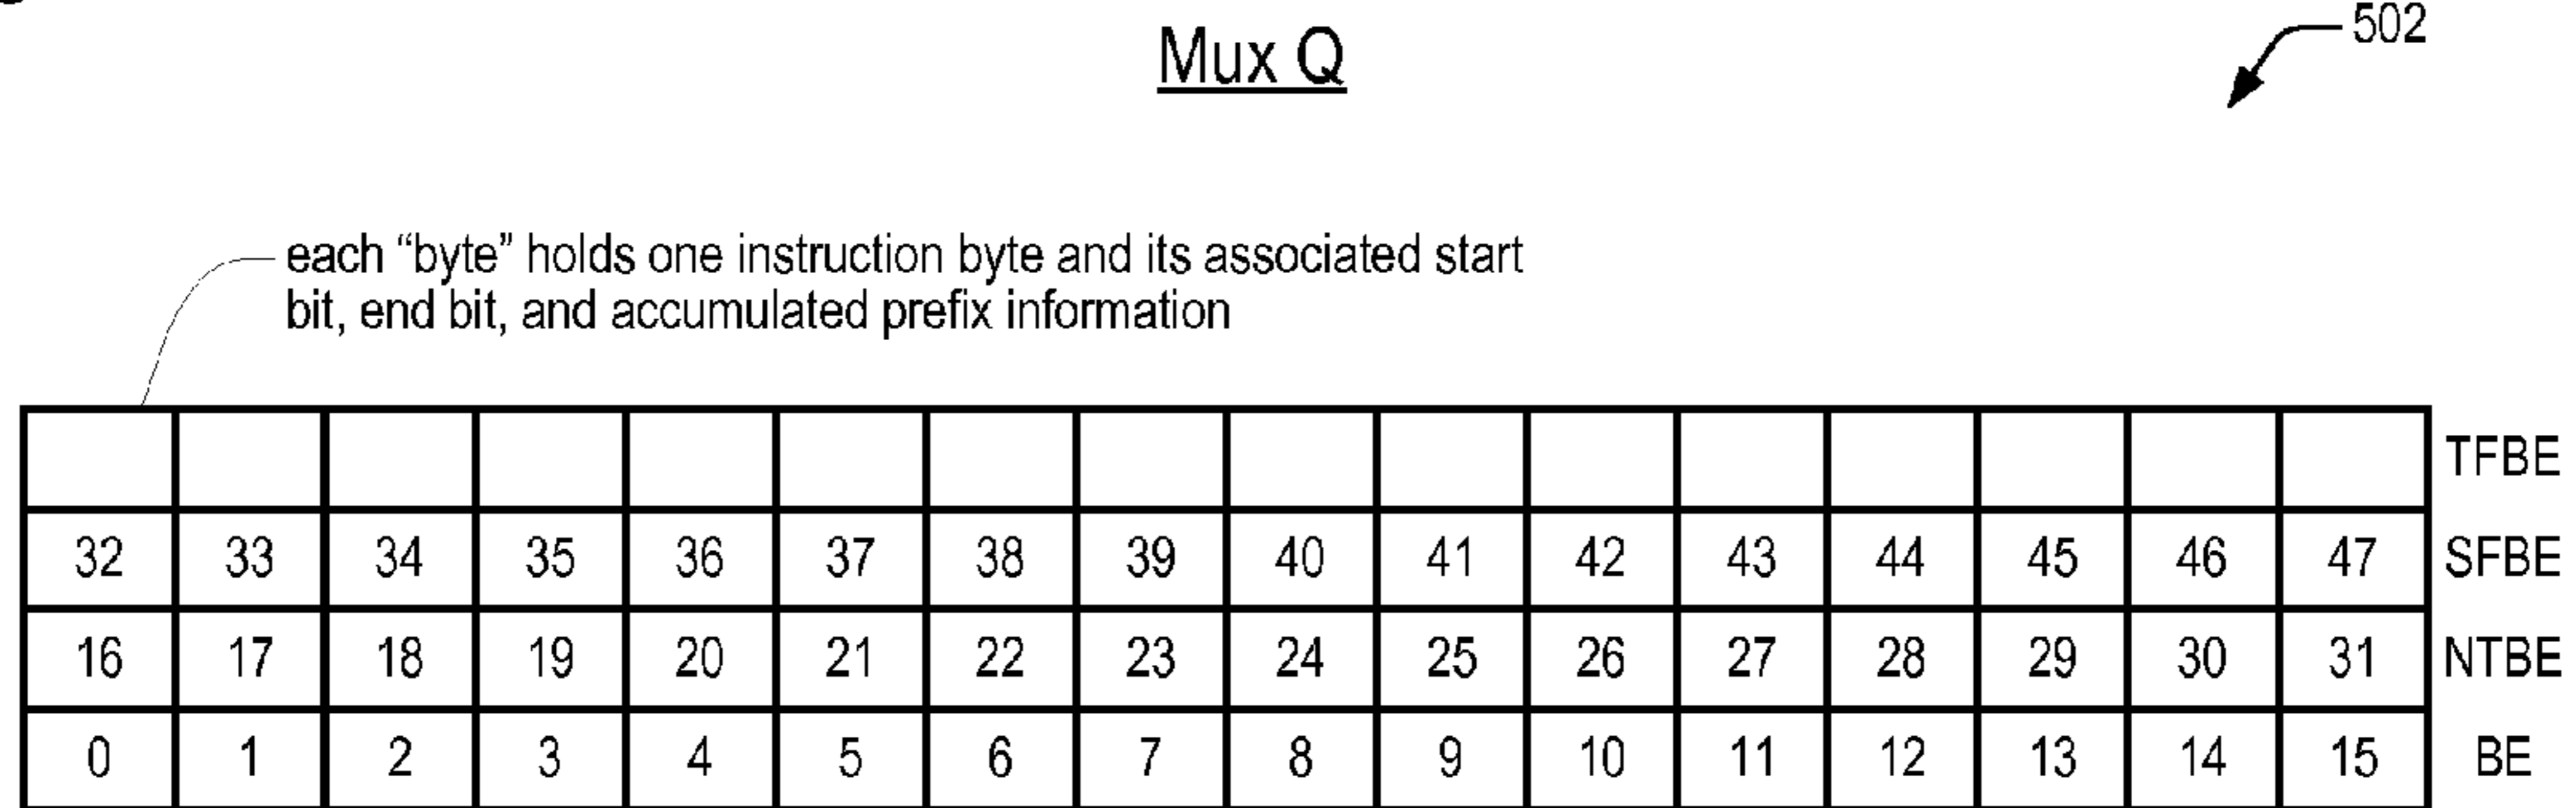 Mux Q
502
each “byte” holds one instruction byte and its associated start
bit, end bit, and accumulated prefix information
TFBE
32 33 34 35 36 37 38 39 40 41 42 43 44 45 46 47 SFBE
16 17 18 19 20 21 22 23 24 25 26 27 28 29 30 31 NTBE
0 1 2 3 4 5 6 7 8 9 10 11 12 13 14 15 BE